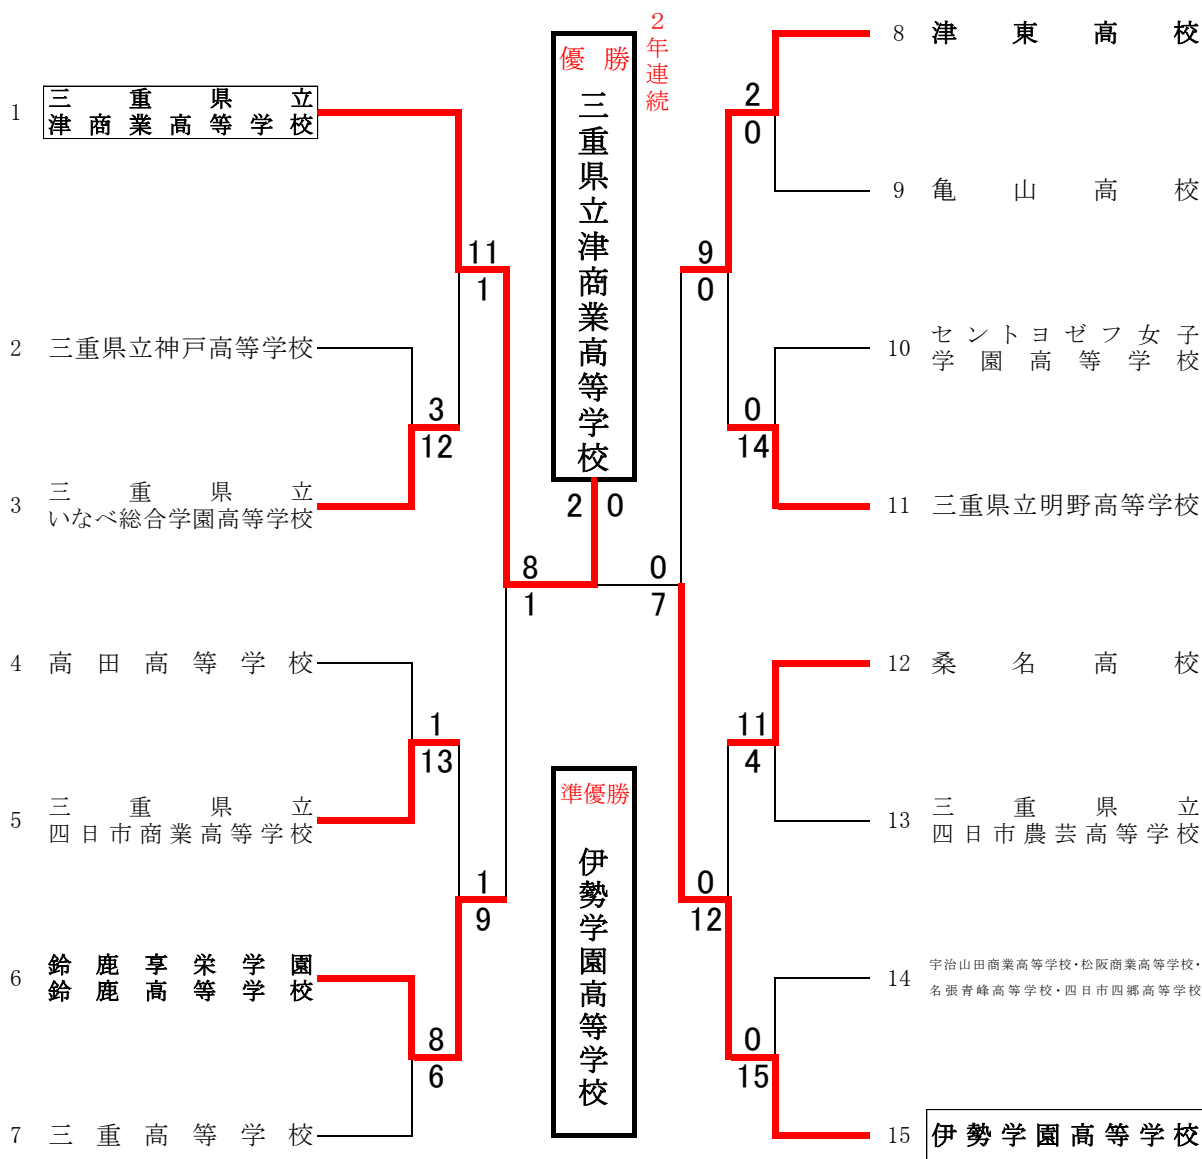 2年連続
優勝
三重県立津商業高等学校
2 0
準優勝
伊勢学園高等学校
1
三重県立
津商業高等学校
11
1
2 三重県立神戸高等学校
3
12
3
三重県立
いなべ総合学園高等学校
8
1
4 高田高等学校
1
13
5
三重県立
四日市商業高等学校
1
9
6
鈴鹿享栄学園
鈴鹿高等学校
8
6
7 三重高等学校
8 津東高校
2
0
9 亀山高校
9
0
10
セントヨゼフ女子
学園高等学校
0
14
11 三重県立明野高等学校
0
7
12 桑名高校
11
4
13
三重県立
四日市農芸高等学校
0
12
14
宇治山田商業高等学校・松阪商業高等学校・
名張青峰高等学校・四日市四郷高等学校
0
15
15 伊勢学園高等学校